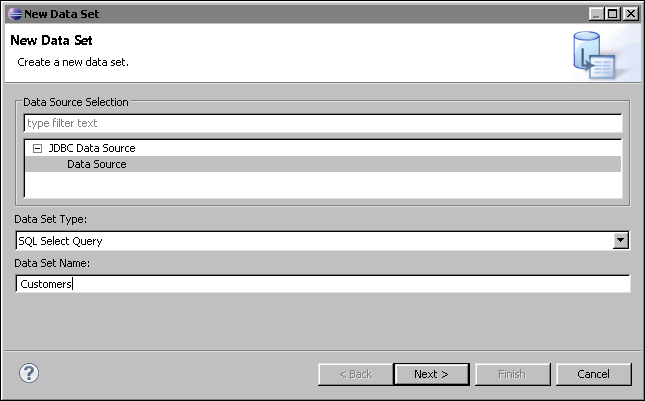 New Data Set
New Data Set
Create a new data set.
Data Source Selection
type filter text
JDBC Data Source
Data Source
Data Set Type:
SQL Select Query
Data Set Name:
Customers
?
< Back
Next >
Finish
Cancel